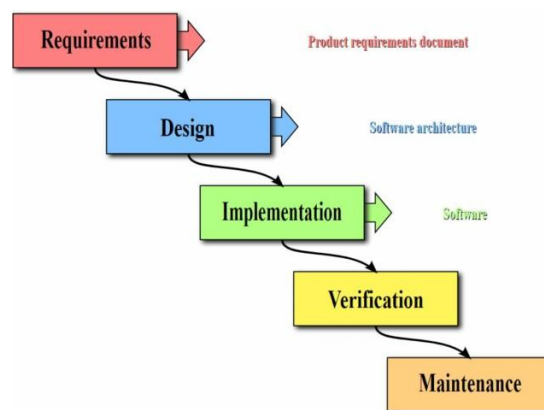 Requirements
Product requirements document
Design
Software architecture
Implementation
Software
Verification
Maintenance